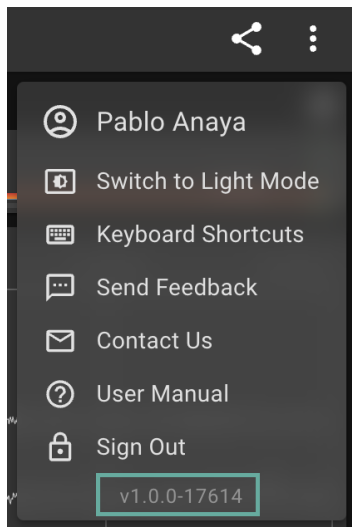 Pablo Anaya
Switch to Light Mode
Keyboard Shortcuts
Send Feedback
Contact Us
User Manual
Sign Out
v1.0.0-17614